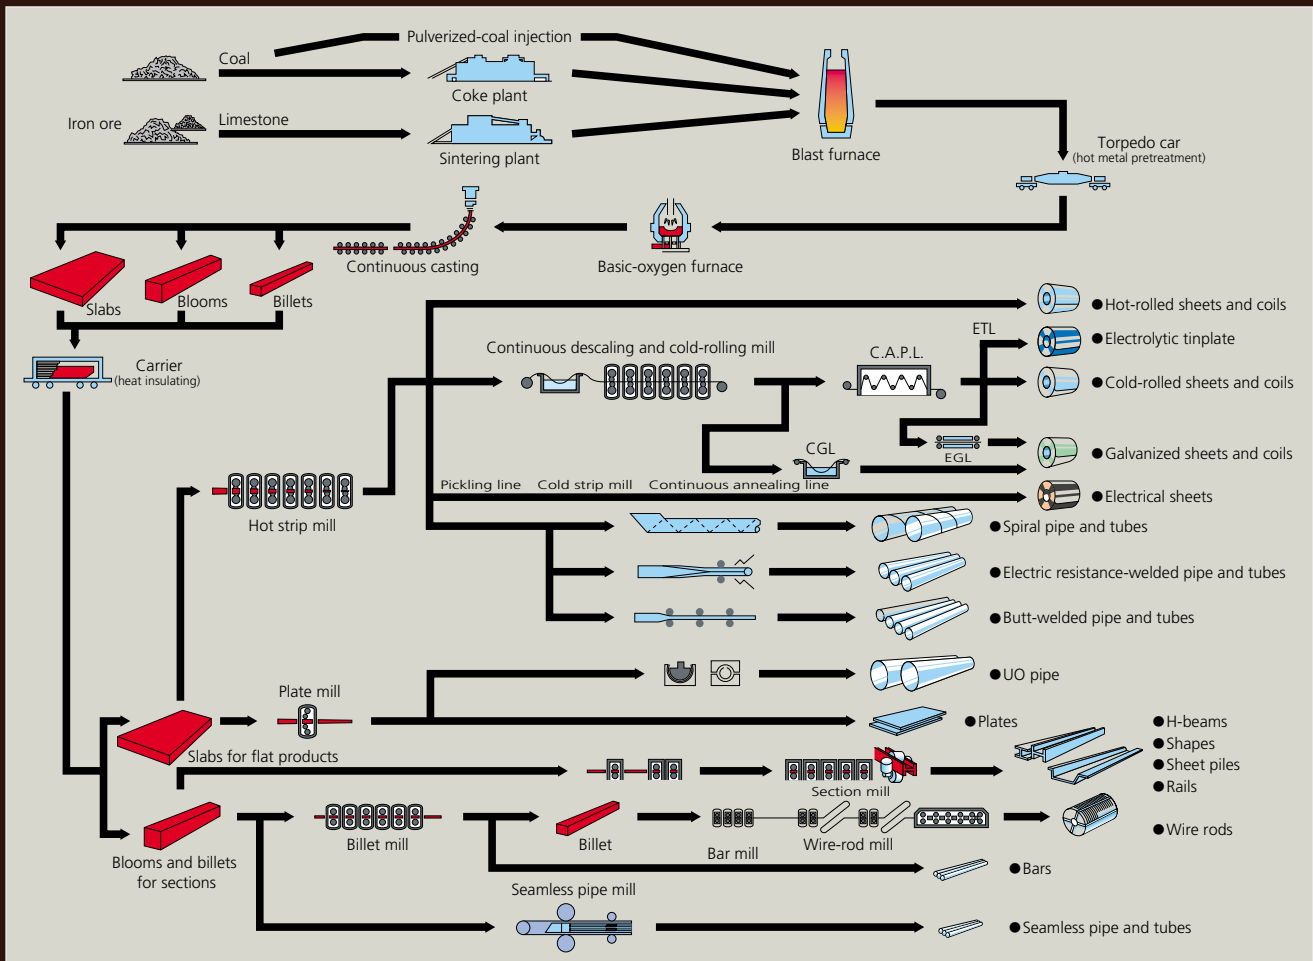 Pulverized-coal injection
Coal
Coke plant
Iron ore
Limestone
Sintering plant
Blast furnace
Torpedo car
(hot metal pretreatment)
Continuous casting
Basic-oxygen furnace
Slabs
Blooms
Billets
Carrier
(heat insulating)
● Hot-rolled sheets and coils
ETL
● Electrolytic tinplate
Continuous descaling and cold-rolling mill
C.A.P.L.
● Cold-rolled sheets and coils
CGL
EGL
● Galvanized sheets and coils
Pickling line
Cold strip mill
Continuous annealing line
● Electrical sheets
Hot strip mill
● Spiral pipe and tubes
● Electric resistance-welded pipe and tubes
● Butt-welded pipe and tubes
● UO pipe
Plate mill
● Plates
Slabs for flat products
● H-beams
● Shapes
● Sheet piles
● Rails
Section mill
Blooms and billets
for sections
Billet mill
Billet
Bar mill
Wire-rod mill
● Wire rods
● Bars
Seamless pipe mill
● Seamless pipe and tubes